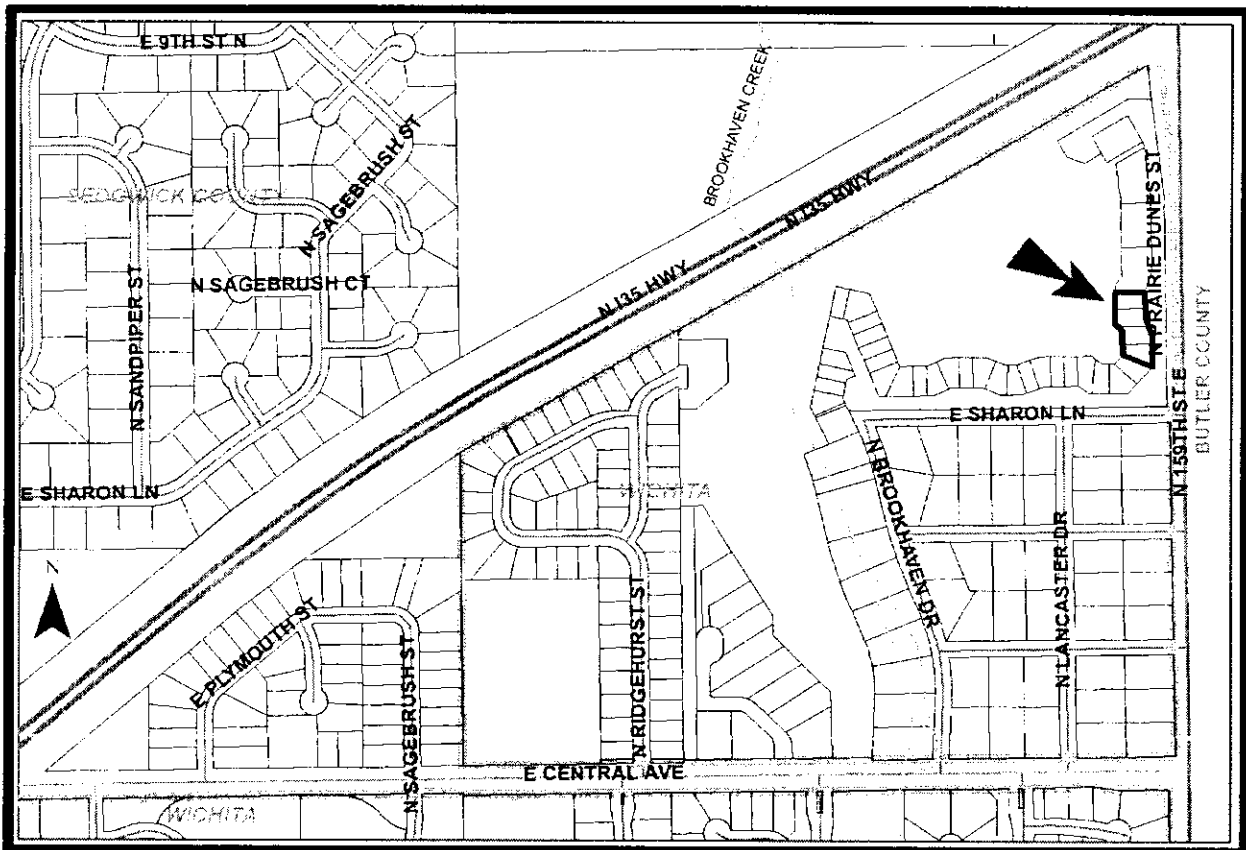 E 9TH ST N
BROOKHAVEN CREEK
N SAGEBRUSH ST
SEDGWICK COUNTY
N I35 HWY
N PRAIRIE DUNES ST
N SAGEBRUSH CT
N I35 HWY
N SANDPIPER ST
BUTLER COUNTY
E SHARON LN
N 159TH ST E
E SHARON LN
WICHITA
N BROOKHAVEN DR
N LANCASTER DR
N
E PLYMOUTH ST
N SAGEBRUSH ST
N RIDGEHURST ST
E CENTRAL AVE
WICHITA